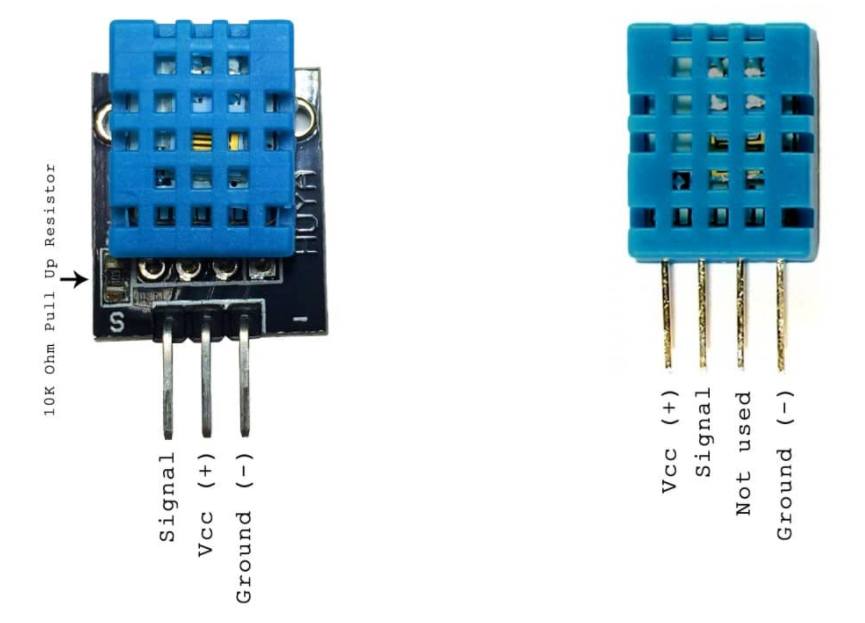 10K Ohm Pull Up Resistor
HUYA
S
-
Signal
Vcc (+)
Ground (-)
Vcc (+)
Signal
Not used
Ground (-)